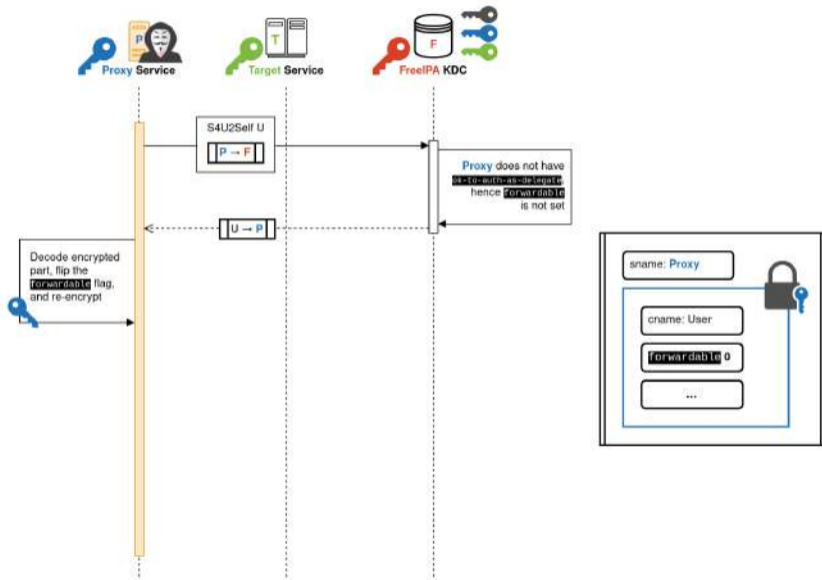 P
T
F
Proxy Service
Target Service
FreeIPA KDC
S4U2Self U
P → F
Proxy does not have
ok-to-auth-as-delegate,
hence forwardable
is not set
U → P
Decode encrypted
part, flip the
forwardable flag,
and re-encrypt
sname: Proxy
cname: User
forwardable 0
...